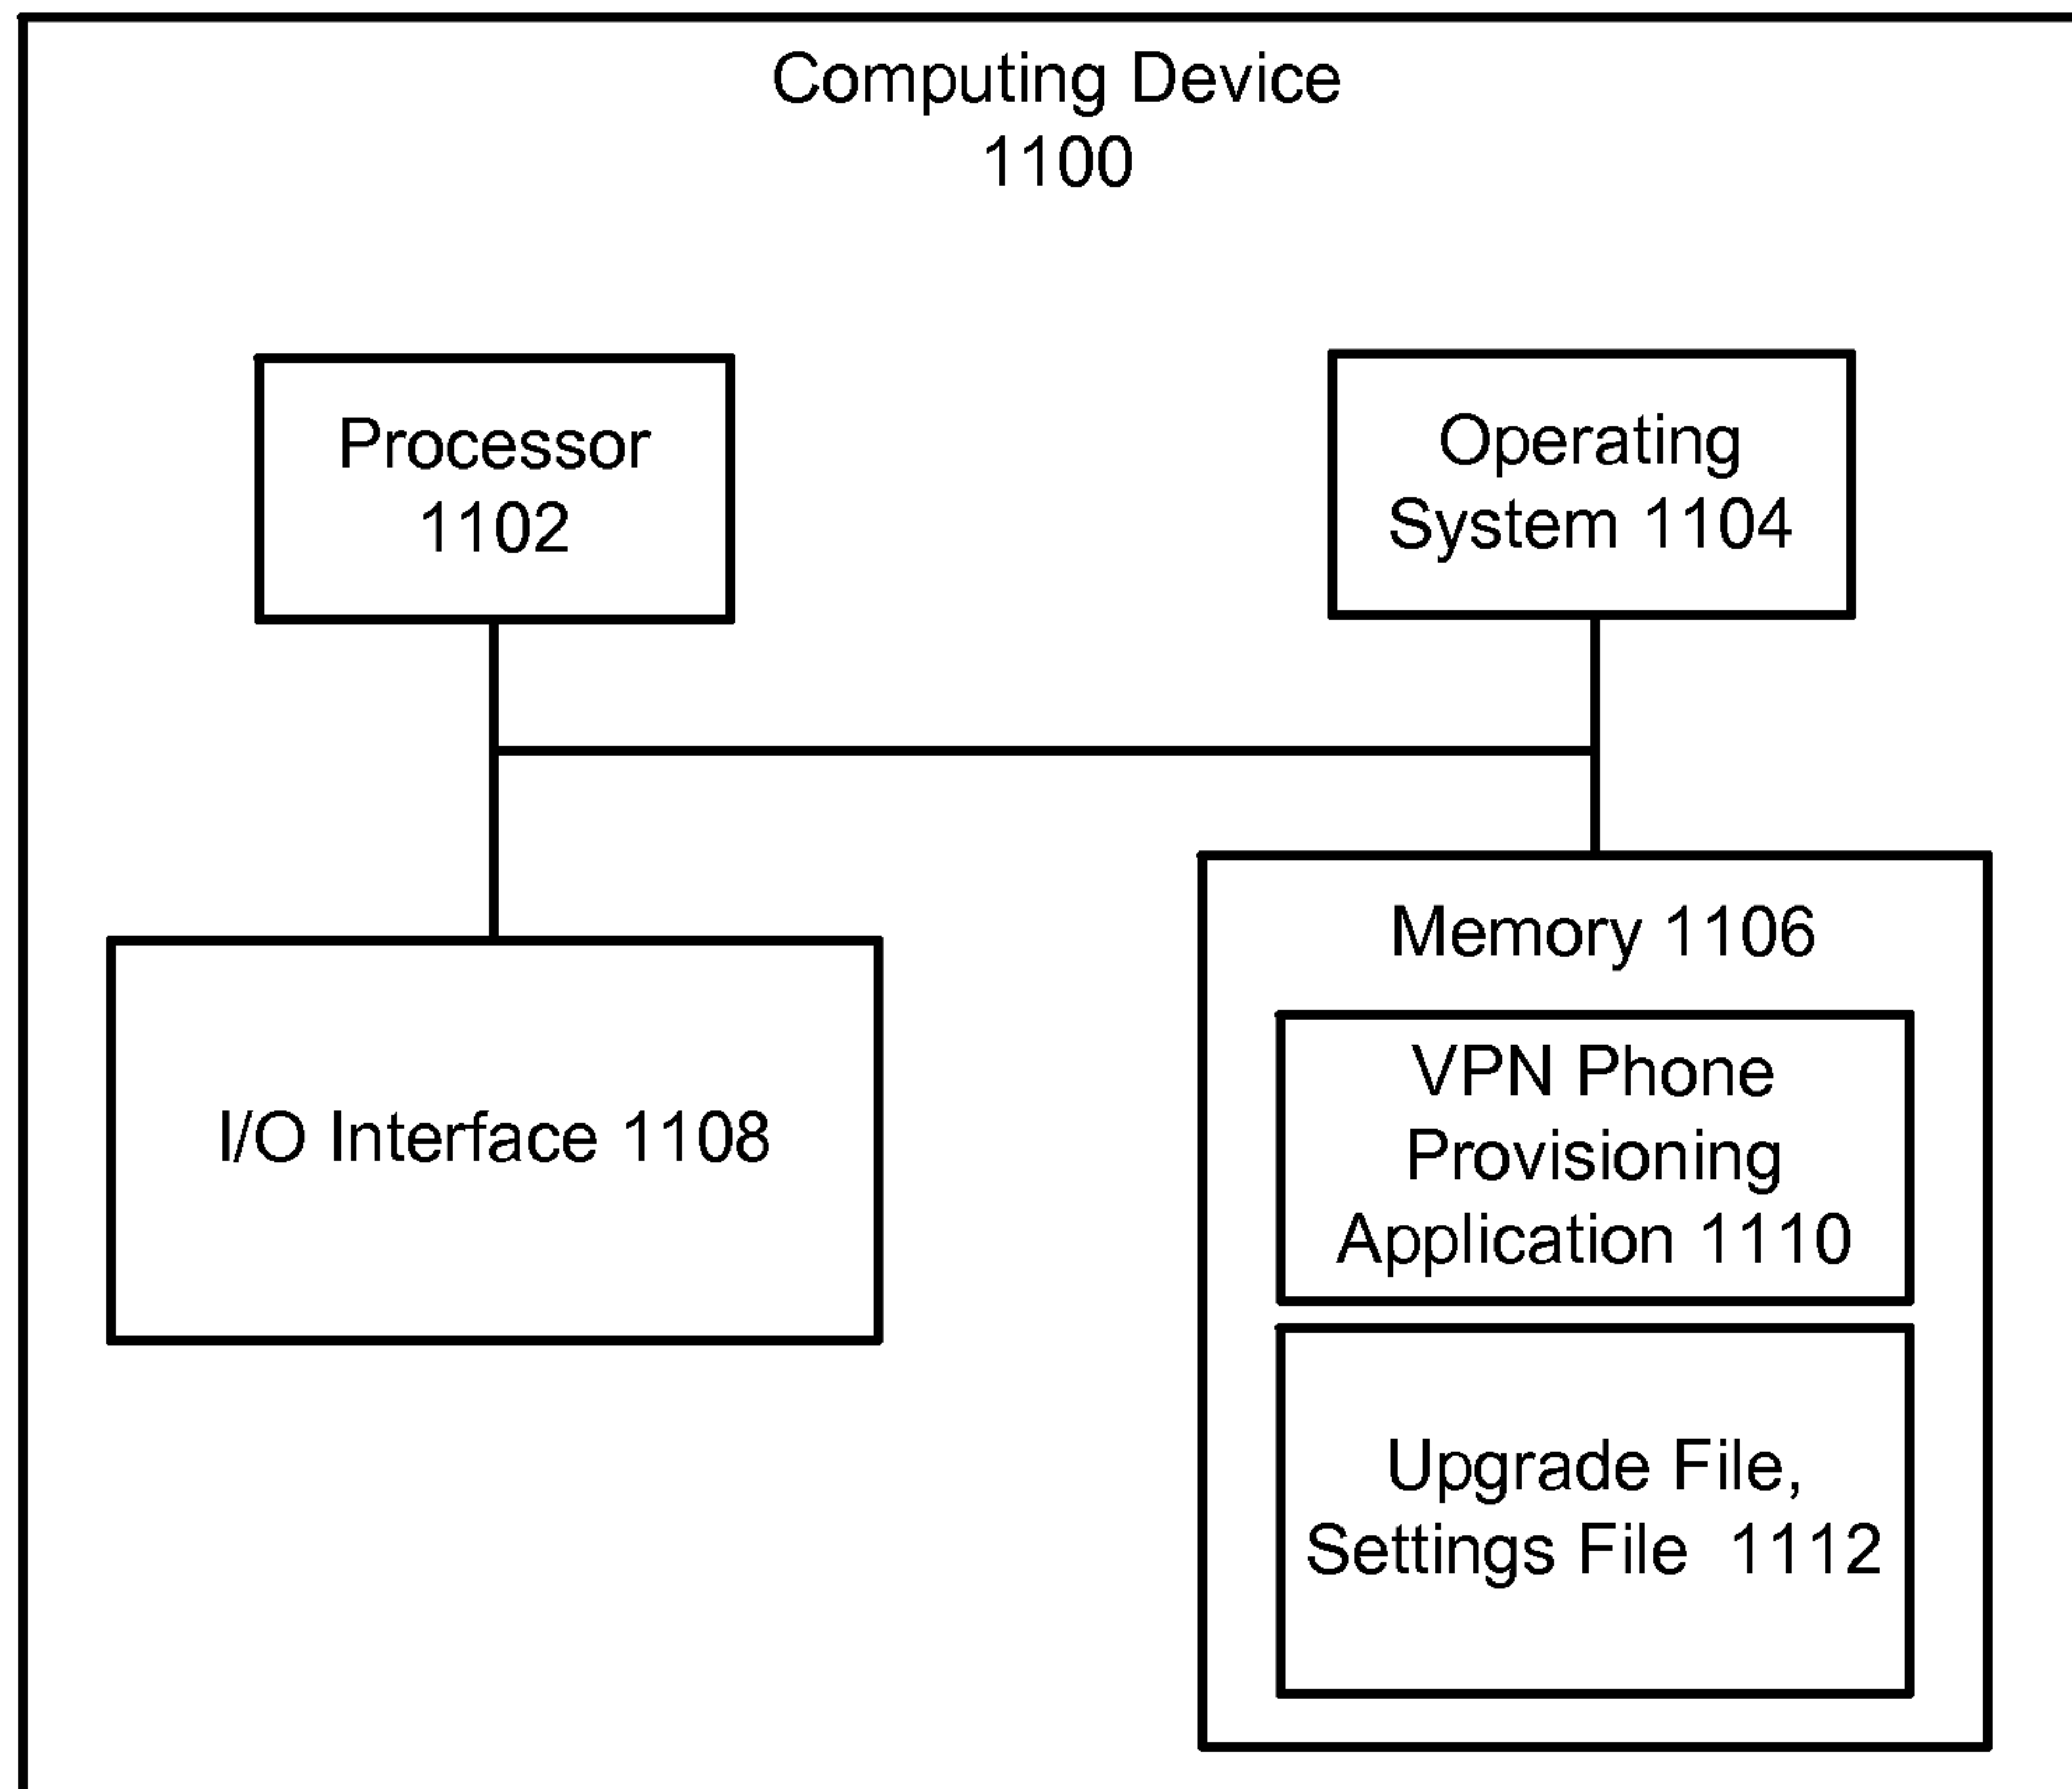 Computing Device
1100
Processor
1102
Operating
System 1104
I/O Interface 1108
Memory 1106
VPN Phone
Provisioning
Application 1110
Upgrade File,
Settings File 1112